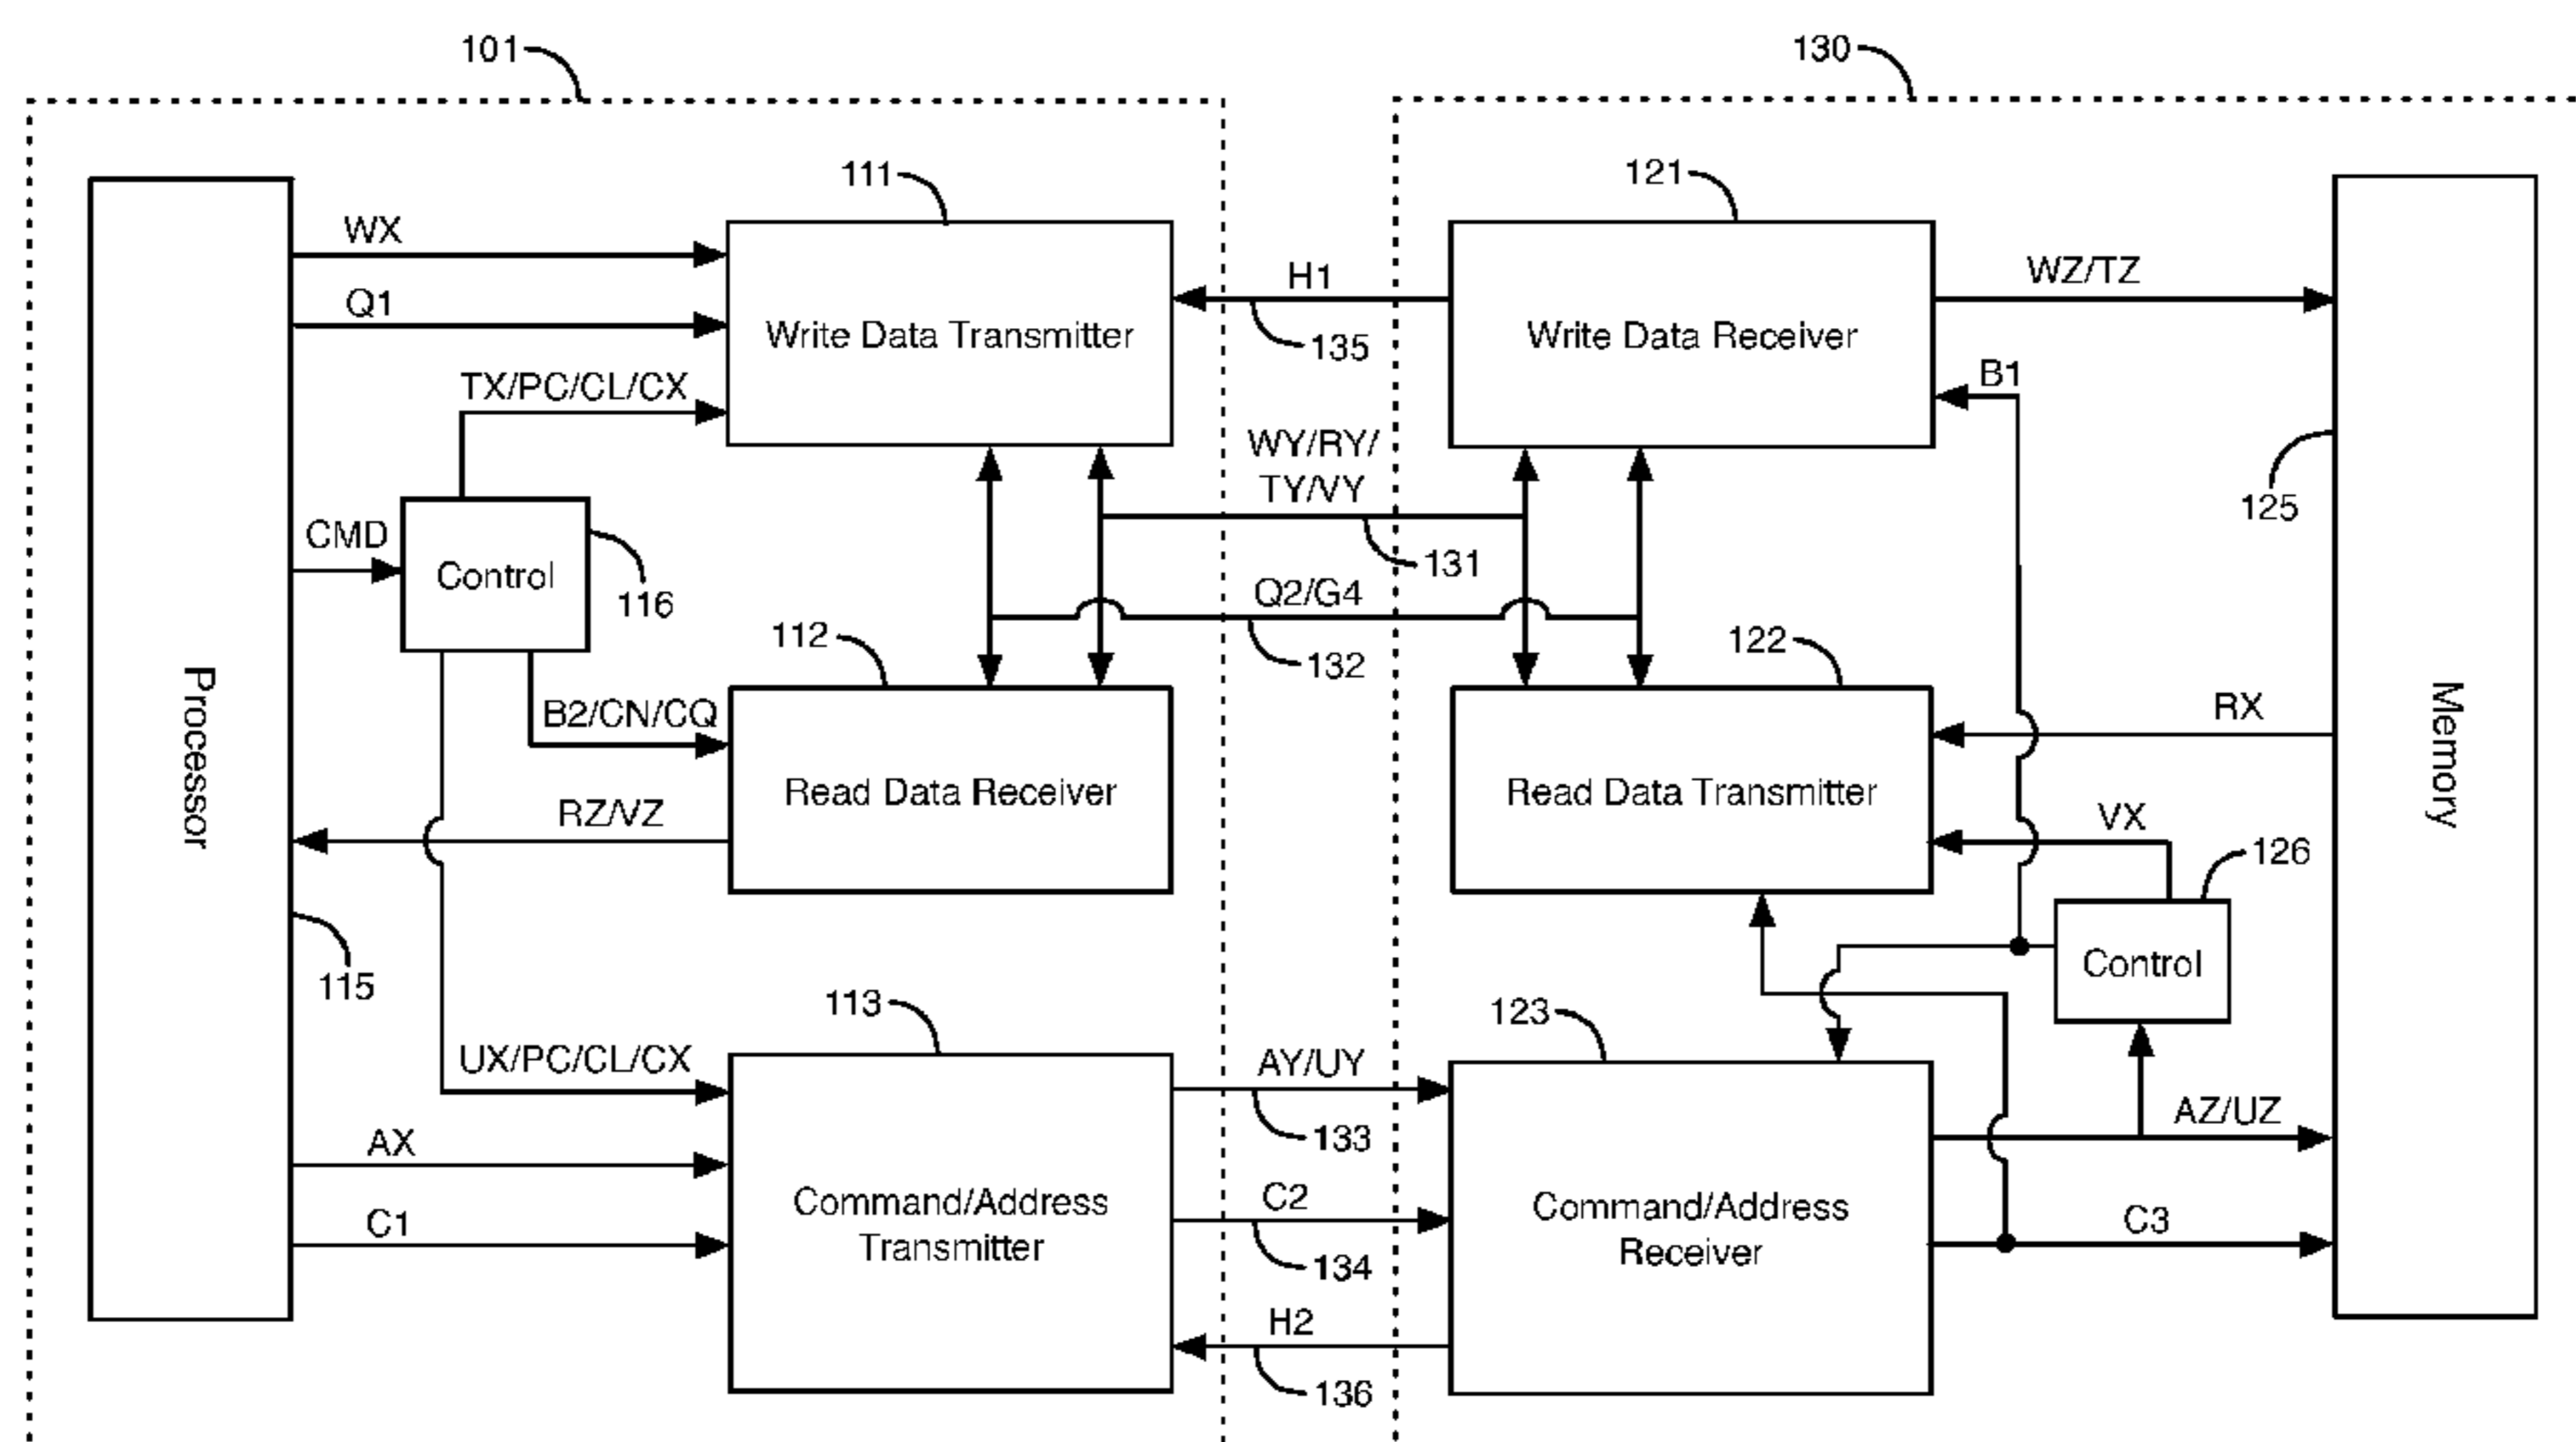 101
130
111
121
WX
Q1
Write Data Transmitter
H1
135
Write Data Receiver
WZ/TZ
B1
TX/PC/CL/CX
WY/RY/
TY/VY
131
125
CMD
Control
116
Q2/G4
132
112
122
Processor
Memory
B2/CN/CQ
RX
Read Data Receiver
Read Data Transmitter
RZ/VZ
VX
126
Control
115
113
123
UX/PC/CL/CX
AY/UY
133
AZ/UZ
AX
C1
Command/Address
Transmitter
C2
134
Command/Address
Receiver
C3
H2
136